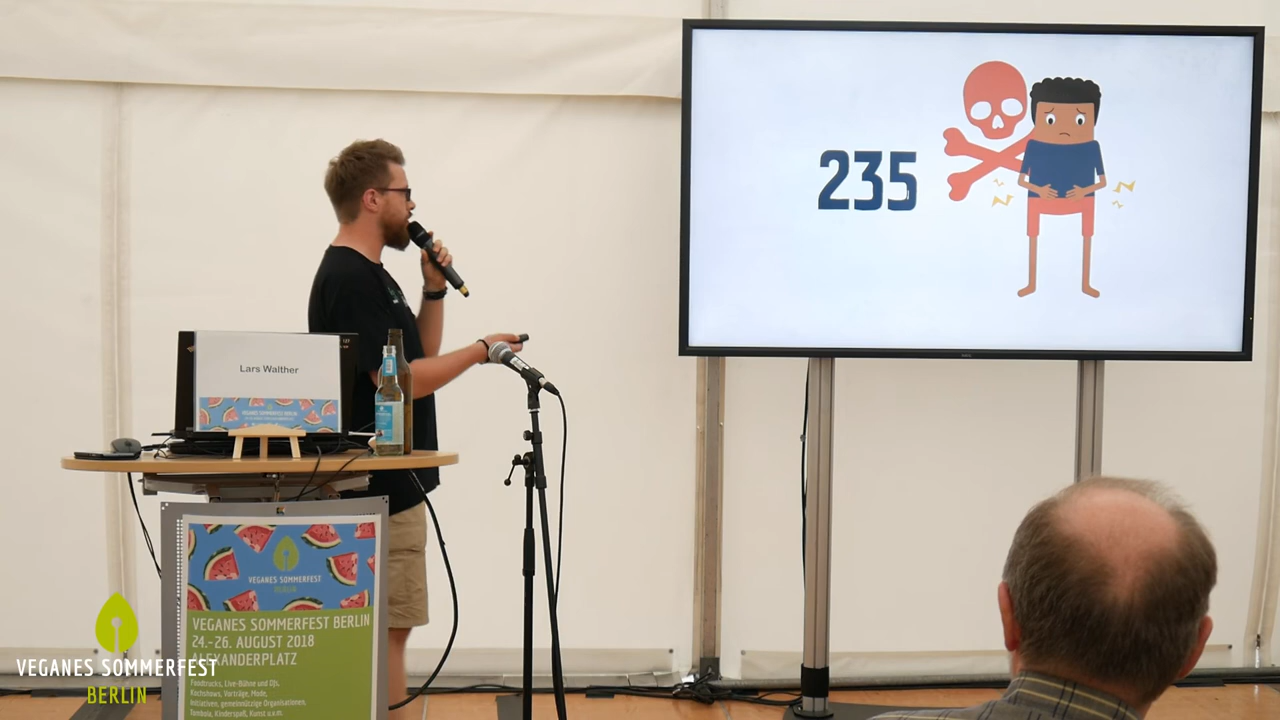 235
Lars Walther
VEGANES SOMMERFEST BERLIN
VEGANES SOMMERFEST
BERLIN
VEGANES SOMMERFEST BERLIN
24.-26. AUGUST 2018
ALEXANDERPLATZ
Foodtrucks, Live-Bühne und DJs,
Kochshows, Vorträge, Mode,
Initiativen, gemeinnützige Organisationen,
Tombola, Kinderspaß, Kunst u.v.m.
VEGANES SOMMERFEST
BERLIN